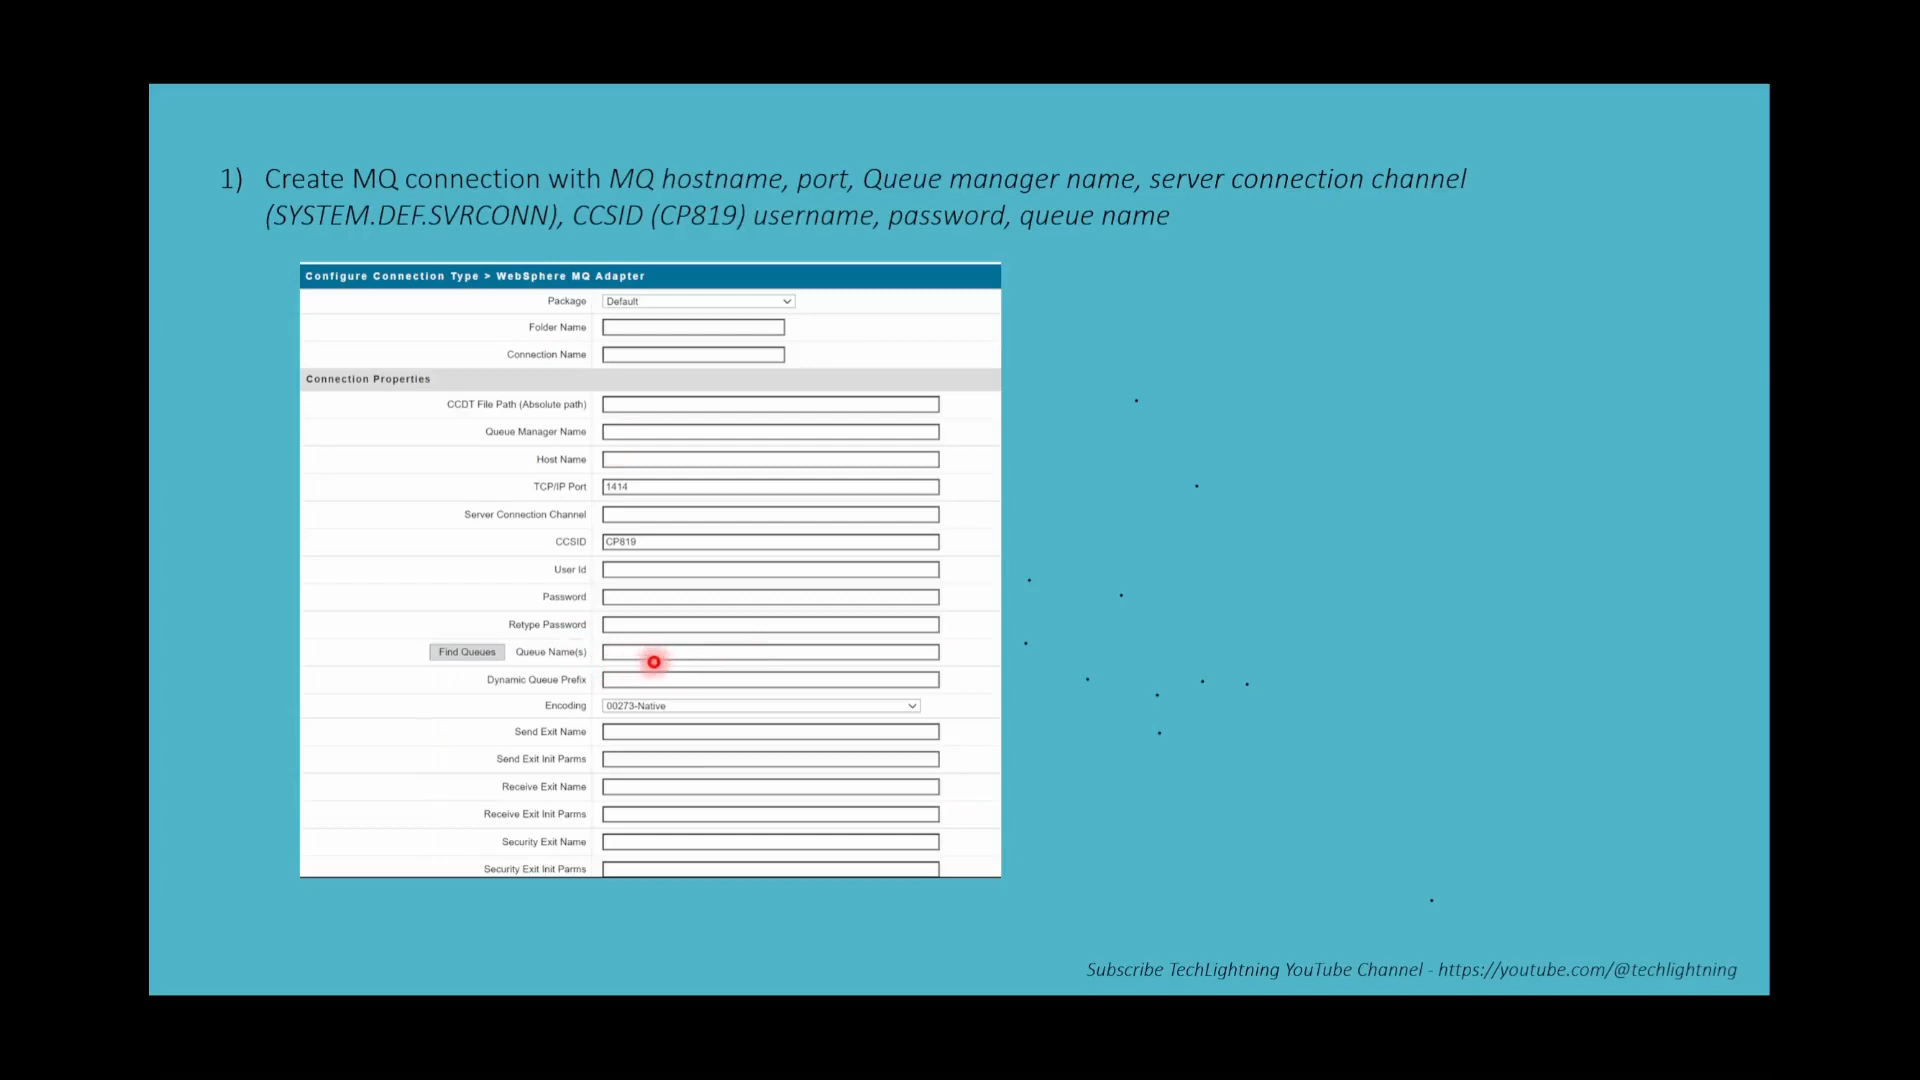 1) Create MQ connection with MQ hostname, port, Queue manager name, server connection channel
(SYSTEM.DEF.SVRCONN), CCSID (CP819) username, password, queue name
Configure Connection Type > WebSphere MQ Adapter
Package Default
Folder Name
Connection Name
Connection Properties
CCDT File Path (Absolute path)
Queue Manager Name
Host Name
TCP/IP Port 1414
Server Connection Channel
CCSID CP819
User Id
Password
Retype Password
Find Queues Queue Name(s)
Dynamic Queue Prefix
Encoding 00273-Native
Send Exit Name
Send Exit Init Parms
Receive Exit Name
Receive Exit Init Parms
Security Exit Name
Security Exit Init Parms
Subscribe TechLightning YouTube Channel - https://youtube.com/@techlightning